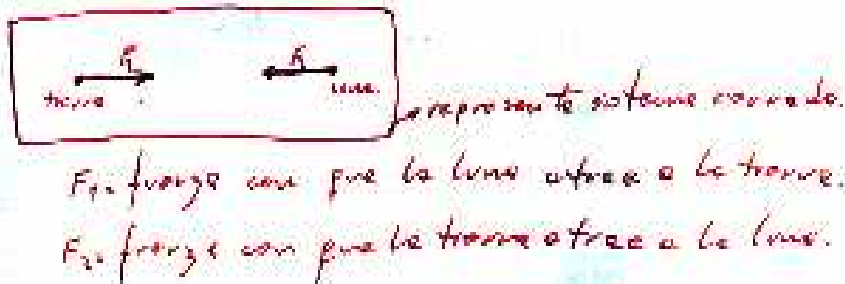 F₁ F₂
tierra luna
representa sistema cerrado.
F₁: fuerza con que la luna atrae a la tierra.
F₂: fuerza con que la tierra atrae a la luna.